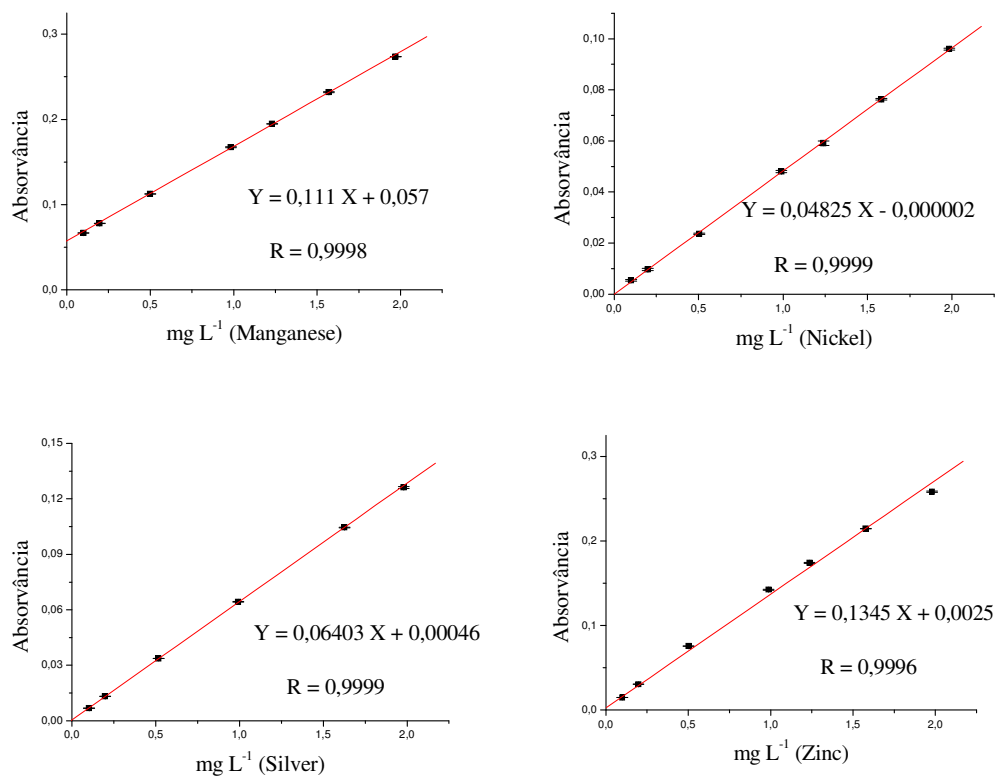 0,3
0,2
0,1
0,0
Absorvância
Y = 0,111 X + 0,057
R = 0,9998
0,0 0,5 1,0 1,5 2,0
mg L⁻¹ (Manganese)
0,10
0,08
0,06
0,04
0,02
0,00
Absorvância
Y = 0,04825 X - 0,000002
R = 0,9999
0,0 0,5 1,0 1,5 2,0
mg L⁻¹ (Nickel)
0,15
0,12
0,09
0,06
0,03
0,00
Absorvância
Y = 0,06403 X + 0,00046
R = 0,9999
0,0 0,5 1,0 1,5 2,0
mg L⁻¹ (Silver)
0,3
0,2
0,1
0,0
Absorvância
Y = 0,1345 X + 0,0025
R = 0,9996
0,0 0,5 1,0 1,5 2,0
mg L⁻¹ (Zinc)